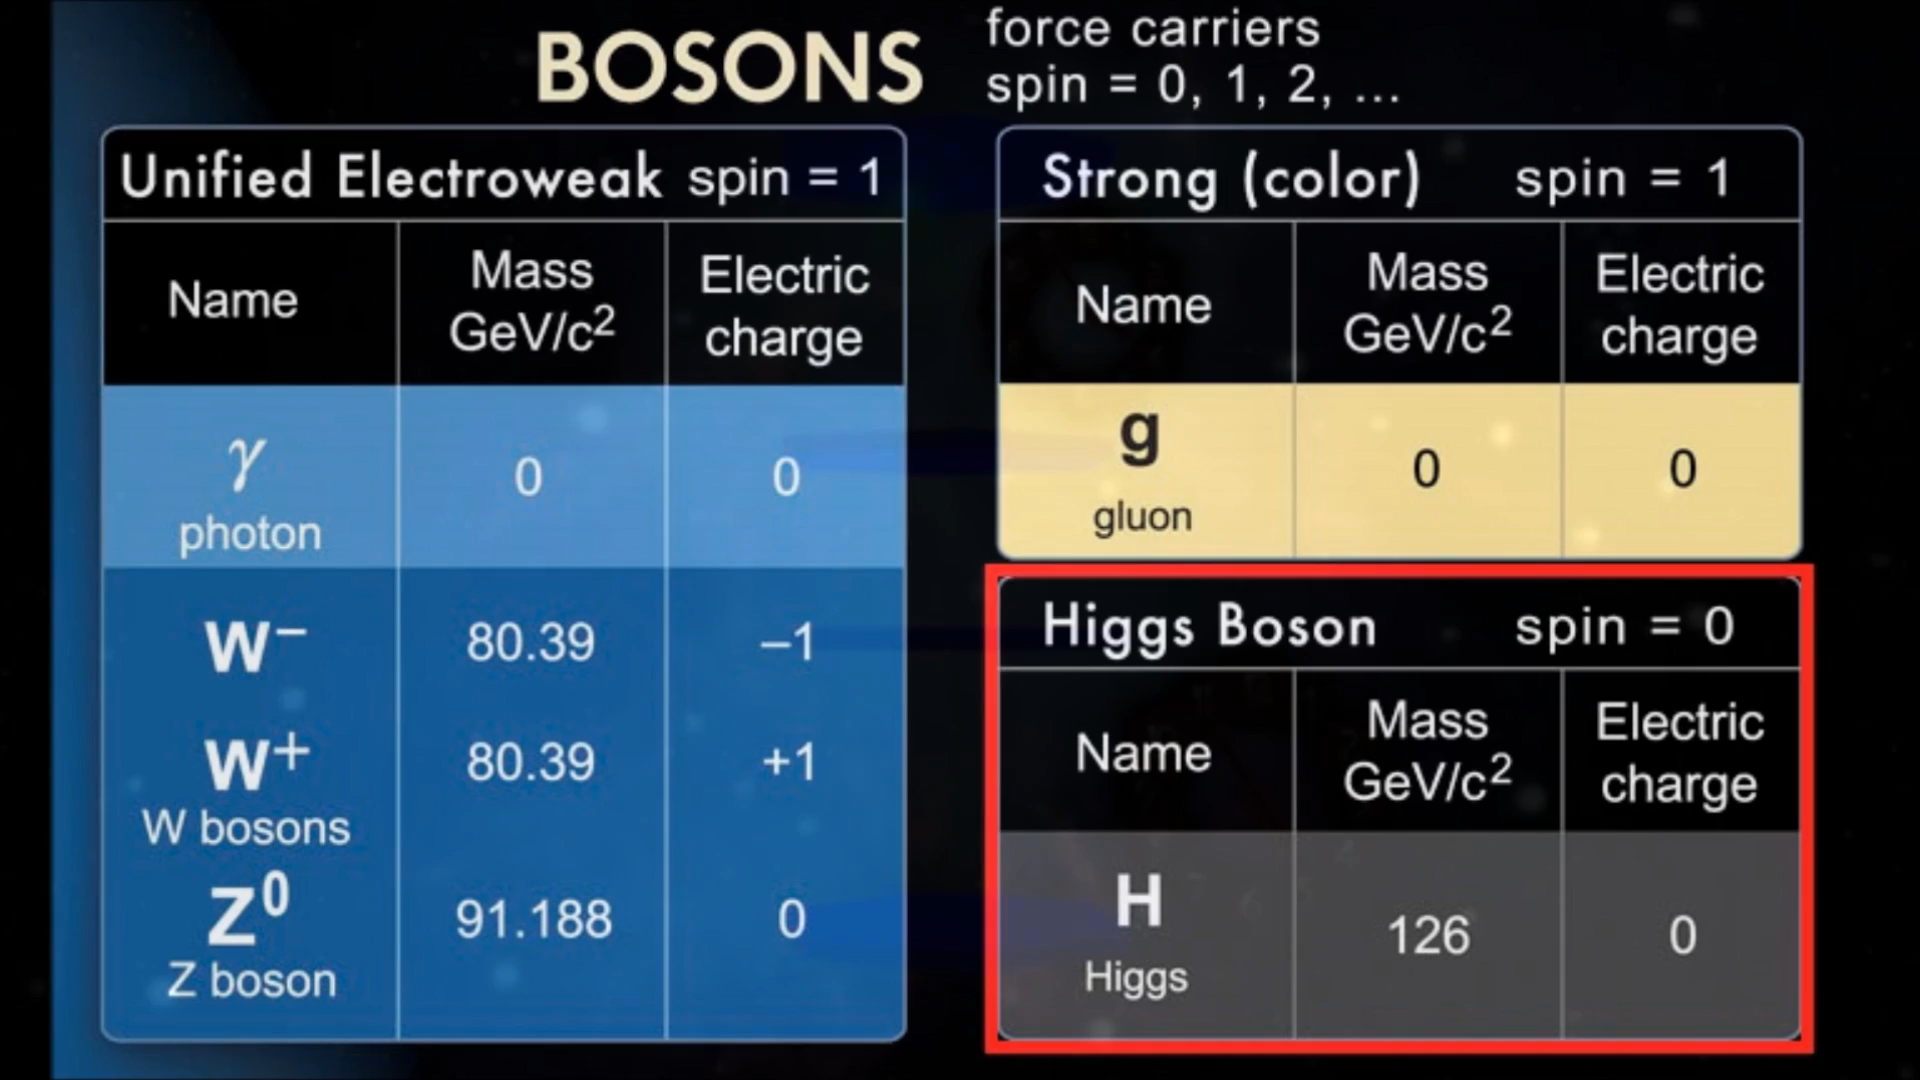 BOSONS
force carriers
spin = 0, 1, 2, ...
Unified Electroweak spin = 1
Name
Mass
GeV/c²
Electric
charge
γ
photon
0
0
W⁻
80.39
–1
W⁺
80.39
+1
W bosons
Z⁰
91.188
0
Z boson
Strong (color) spin = 1
Name
Mass
GeV/c²
Electric
charge
g
gluon
0
0
Higgs Boson spin = 0
Name
Mass
GeV/c²
Electric
charge
H
Higgs
126
0